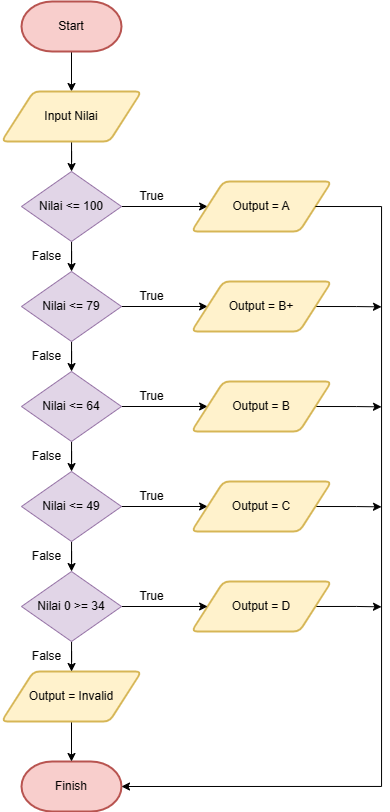 Start
Input Nilai
Nilai <= 100
True
Output = A
False
Nilai <= 79
True
Output = B+
False
Nilai <= 64
True
Output = B
False
Nilai <= 49
True
Output = C
False
Nilai 0 >= 34
True
Output = D
False
Output = Invalid
Finish